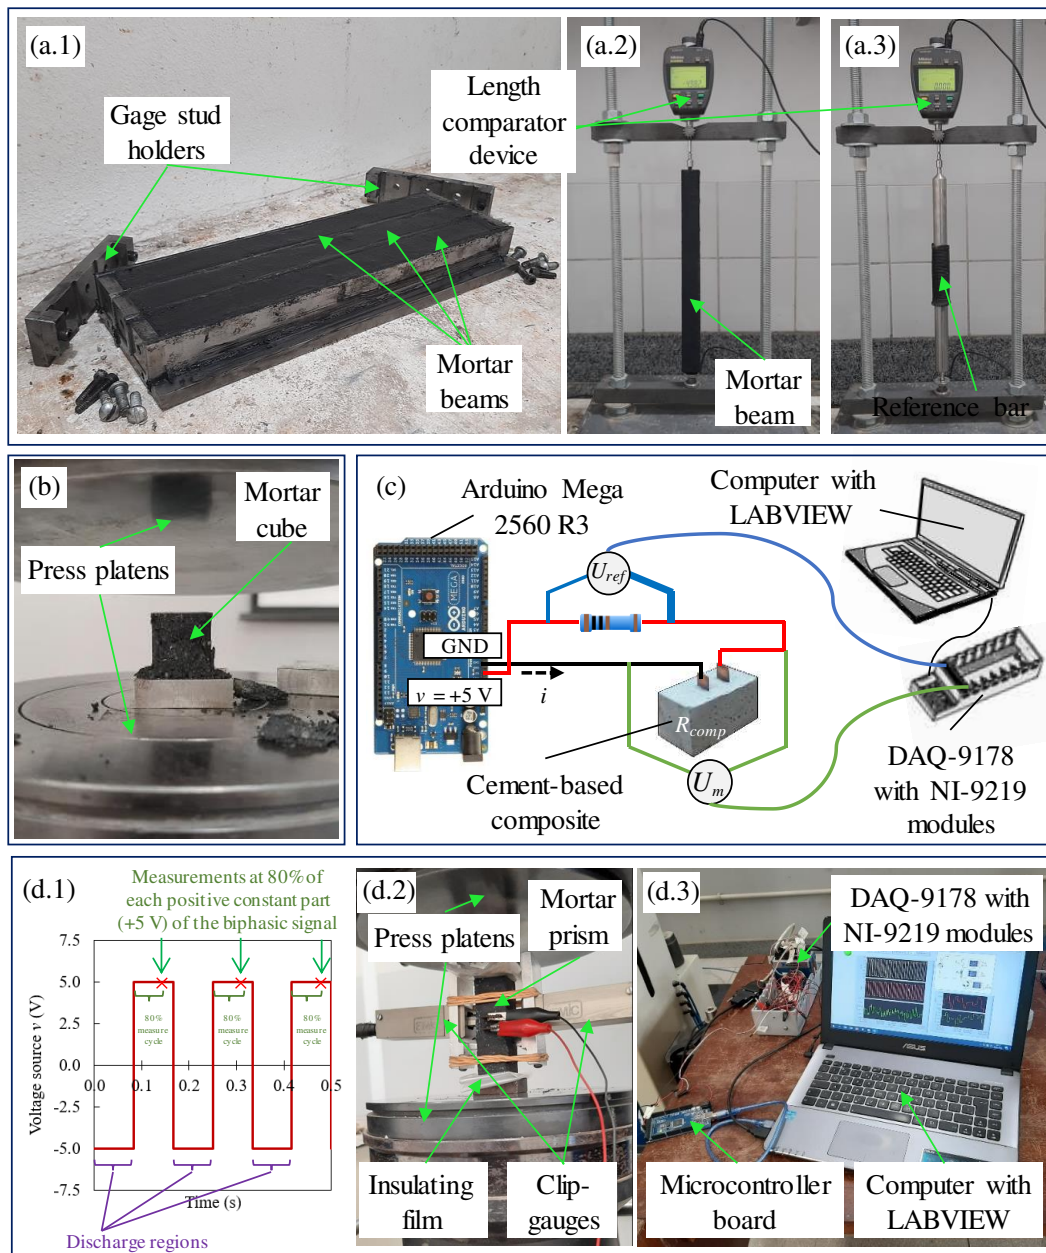 (a.1)
Gage stud
holders
Mortar
beams
(a.2)
Length
comparator
device
Mortar
beam
(a.3)
0.000
Reference bar
(b)
Mortar
cube
Press platens
(c)
Arduino Mega
2560 R3
MEGA
ARDUINO
GND
v = +5 V
i
U_ref
R_comp
U_m
Cement-based
composite
Computer with
LABVIEW
DAQ-9178
with NI-9219
modules
(d.1)
Measurements at 80% of
each positive constant part
(+5 V) of the biphasic signal
Voltage source v (V)
7.5
5.0
2.5
0.0
-2.5
-5.0
-7.5
80%
measure
cycle
80%
measure
cycle
80%
measure
cycle
0.0 0.1 0.2 0.3 0.4 0.5
Time (s)
Discharge regions
(d.2)
Mortar
prism
Press platens
Insulating
film
Clip-
gauges
(d.3)
DAQ-9178 with
NI-9219 modules
ASUS
Microcontroller
board
Computer with
LABVIEW